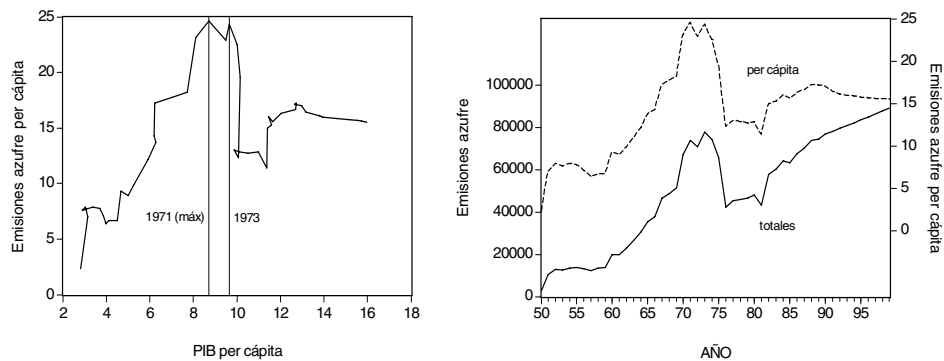 Emisiones azufre per cápita
25
25
15
10
5
0
1971 (máx)
1973
2 4 6 8 10 12 14 16 18
PIB per cápita
Emisiones azufre
100000
80000
60000
40000
20000
0
per cápita
totales
25
25
15
10
5
0
Emisiones azufre per cápita
50 55 60 65 70 75 80 85 90 95
AÑO